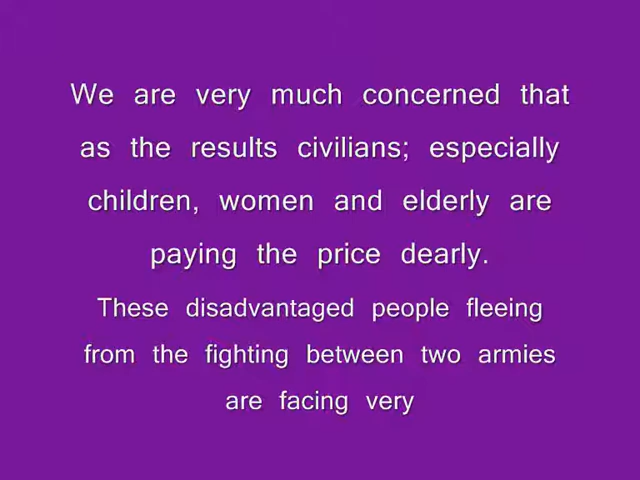 We are very much concerned that
as the results civilians; especially
children, women and elderly are
paying the price dearly.
These disadvantaged people fleeing
from the fighting between two armies
are facing very